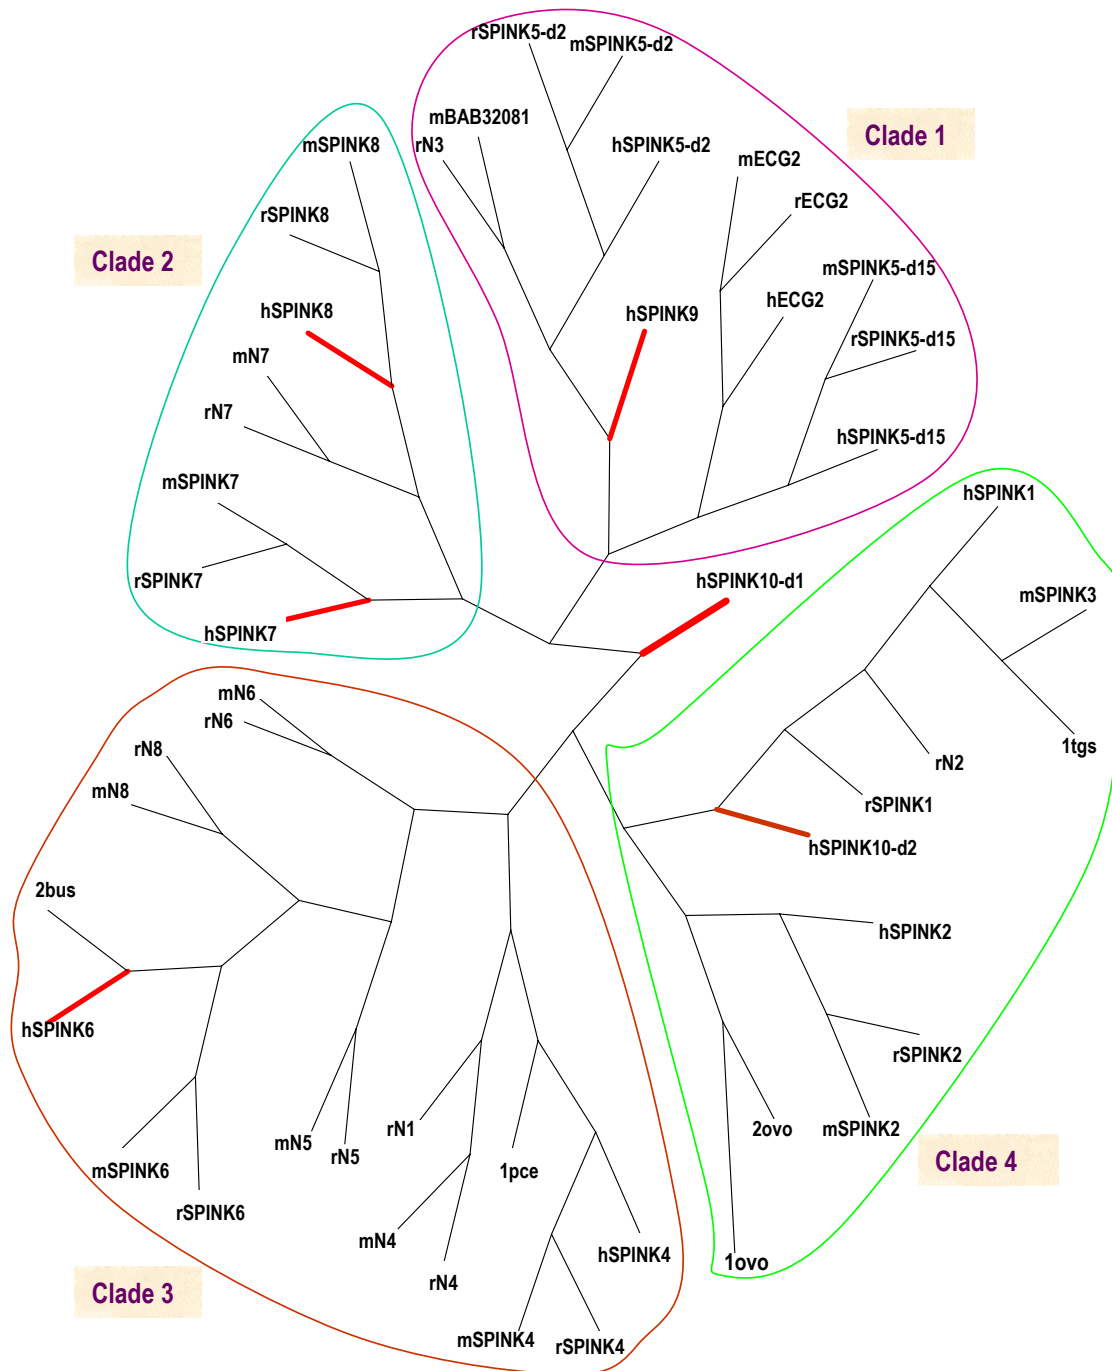 rSPINK5-d2
mSPINK5-d2
mBAB32081
rN3
hSPINK5-d2
mECG2
rECG2
mSPINK5-d15
hECG2
rSPINK5-d15
hSPINK9
hSPINK5-d15
Clade 1
mSPINK8
rSPINK8
Clade 2
hSPINK8
mN7
rN7
mSPINK7
rSPINK7
hSPINK7
hSPINK10-d1
hSPINK1
mSPINK3
1tgs
rN2
rSPINK1
hSPINK10-d2
hSPINK2
rSPINK2
mSPINK2
2ovo
1ovo
Clade 4
mN6
rN6
rN8
mN8
2bus
hSPINK6
mSPINK6
rSPINK6
mN5
rN5
rN1
1pce
mN4
rN4
hSPINK4
mSPINK4
rSPINK4
Clade 3